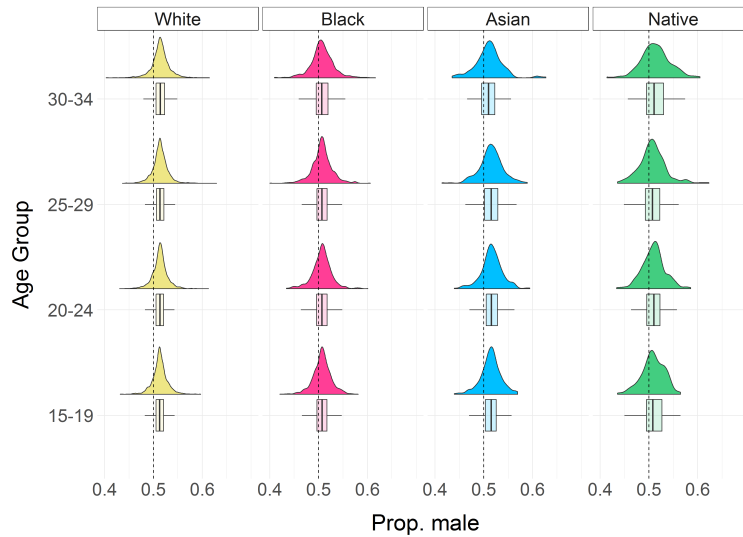 White Black Asian Native
Age Group
30-34
25-29
20-24
15-19
0.4 0.5 0.6 0.4 0.5 0.6 0.4 0.5 0.6 0.4 0.5 0.6
Prop. male